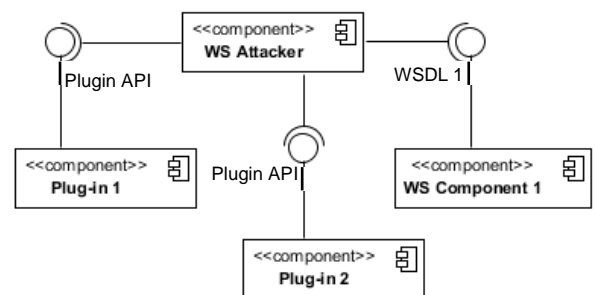 <<component>>
WS Attacker
Plugin API
WSDL 1
<<component>>
Plug-in 1
Plugin API
<<component>>
WS Component 1
<<component>>
Plug-in 2